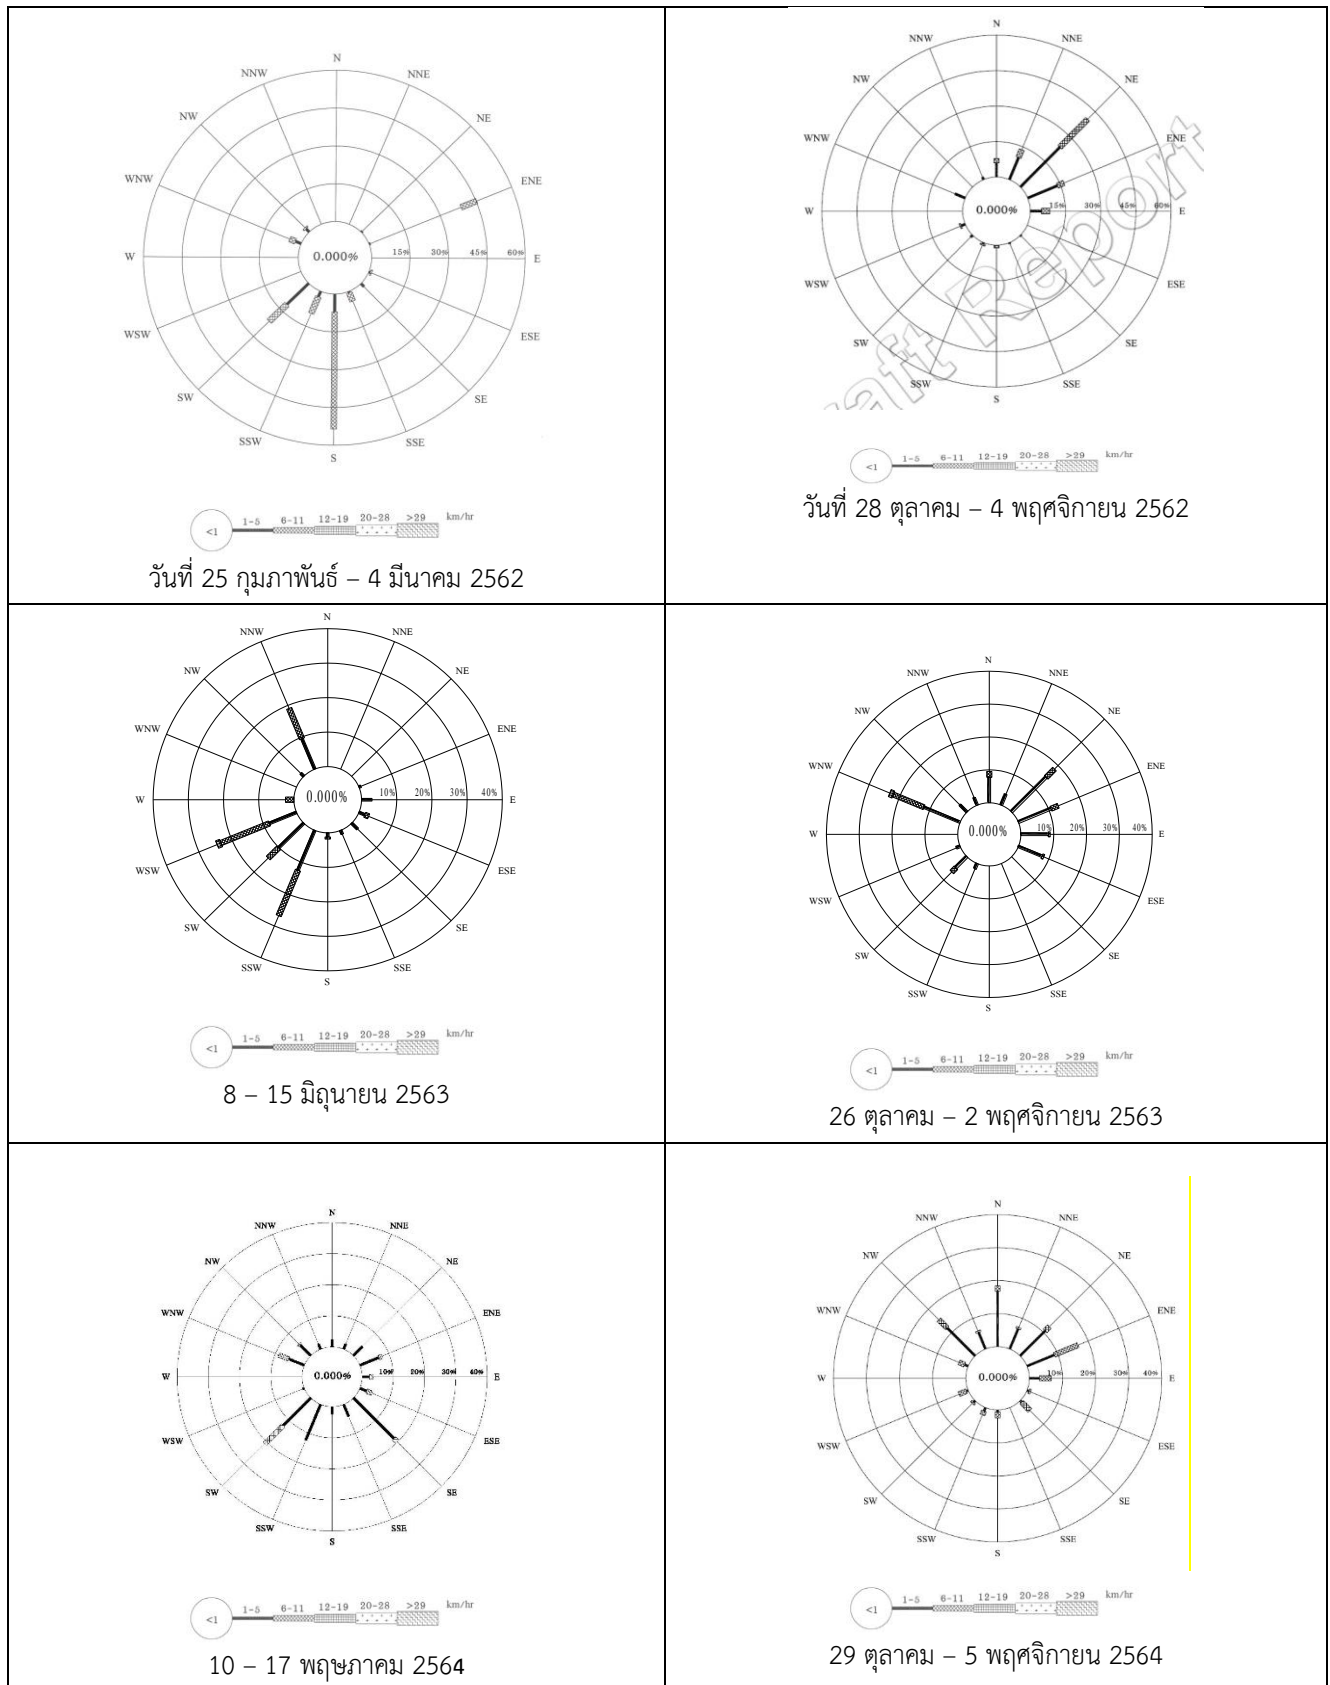 N
NNW
NNE
NW
NE
WNW
ENE
W
0.000%
15%
30%
45%
60%
E
WSW
ESE
SW
SE
SSW
SSE
S
<1
1-5
6-11
12-19
20-28
>29
km/hr
วันที่ 25 กุมภาพันธ์ – 4 มีนาคม 2562
N
NNW
NNE
NW
NE
WNW
ENE
W
0.000%
15%
30%
45%
60%
E
WSW
ESE
SW
SE
SSW
SSE
S
aft Report
<1
1-5
6-11
12-19
20-28
>29
km/hr
วันที่ 28 ตุลาคม – 4 พฤศจิกายน 2562
N
NNW
NNE
NW
NE
WNW
ENE
W
0.000%
10%
20%
30%
40%
E
WSW
ESE
SW
SE
SSW
SSE
S
<1
1-5
6-11
12-19
20-28
>29
km/hr
8 – 15 มิถุนายน 2563
N
NNW
NNE
NW
NE
WNW
ENE
W
0.000%
10%
20%
30%
40%
E
WSW
ESE
SW
SE
SSW
SSE
S
<1
1-5
6-11
12-19
20-28
>29
km/hr
26 ตุลาคม – 2 พฤศจิกายน 2563
N
NNW
NNE
NW
NE
WNW
ENE
W
0.000%
10%
20%
30%
40%
E
WSW
ESE
SW
SE
SSW
SSE
S
<1
1-5
6-11
12-19
20-28
>29
km/hr
10 – 17 พฤษภาคม 2564
N
NNW
NNE
NW
NE
WNW
ENE
W
0.000%
10%
20%
30%
40%
E
WSW
ESE
SW
SE
SSW
SSE
S
<1
1-5
6-11
12-19
20-28
>29
km/hr
29 ตุลาคม – 5 พฤศจิกายน 2564